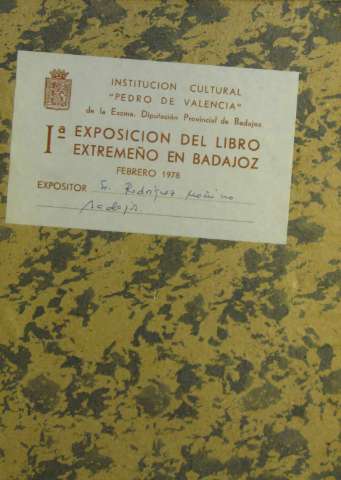 INSTITUCION CULTURAL
"PEDRO DE VALENCIA"
de la Excma. Diputación Provincial de Badajoz
Iª EXPOSICION DEL LIBRO
EXTREMEÑO EN BADAJOZ
FEBRERO 1978
EXPOSITOR Sr. Rodríguez Moñino
Badajoz